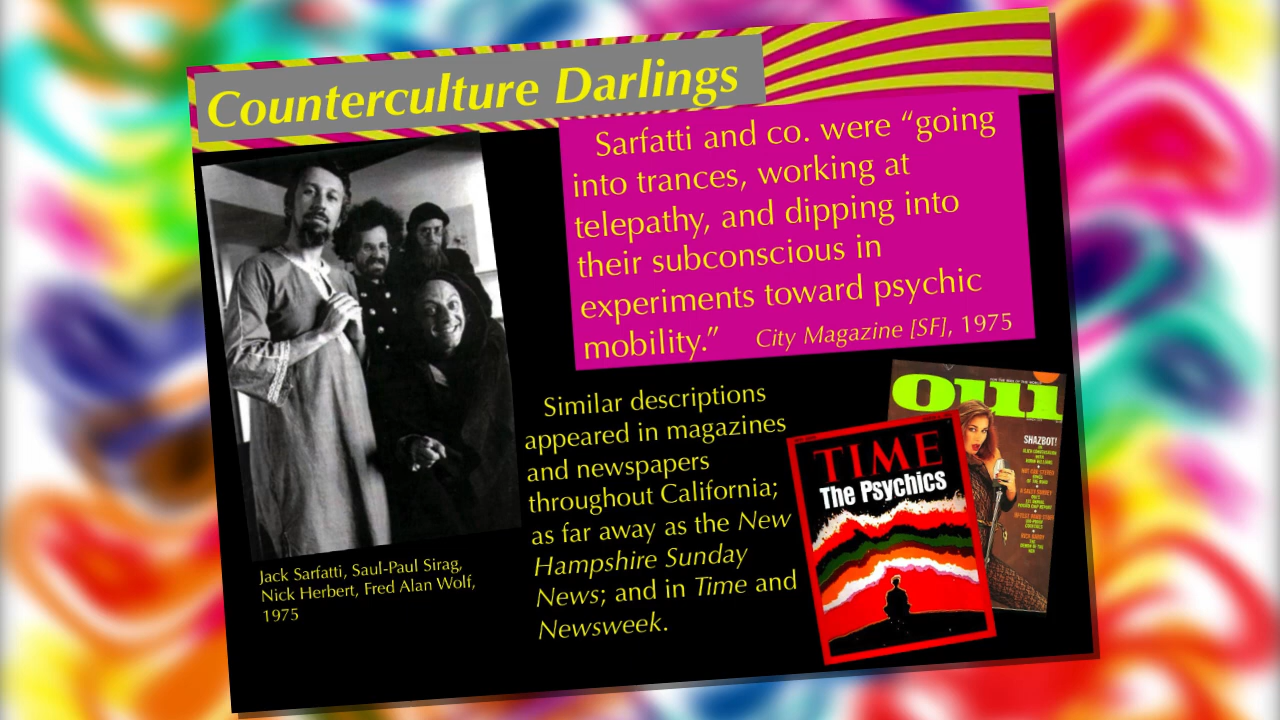 Counterculture Darlings
Sarfatti and co. were “going
into trances, working at
telepathy, and dipping into
their subconscious in
experiments toward psychic
mobility.” City Magazine [SF], 1975
Similar descriptions
appeared in magazines
and newspapers
throughout California;
as far away as the New
Hampshire Sunday
News; and in Time and
Newsweek.
Jack Sarfatti, Saul-Paul Sirag,
Nick Herbert, Fred Alan Wolf,
1975
oui
SHAZBOT!
TIME
The Psychics